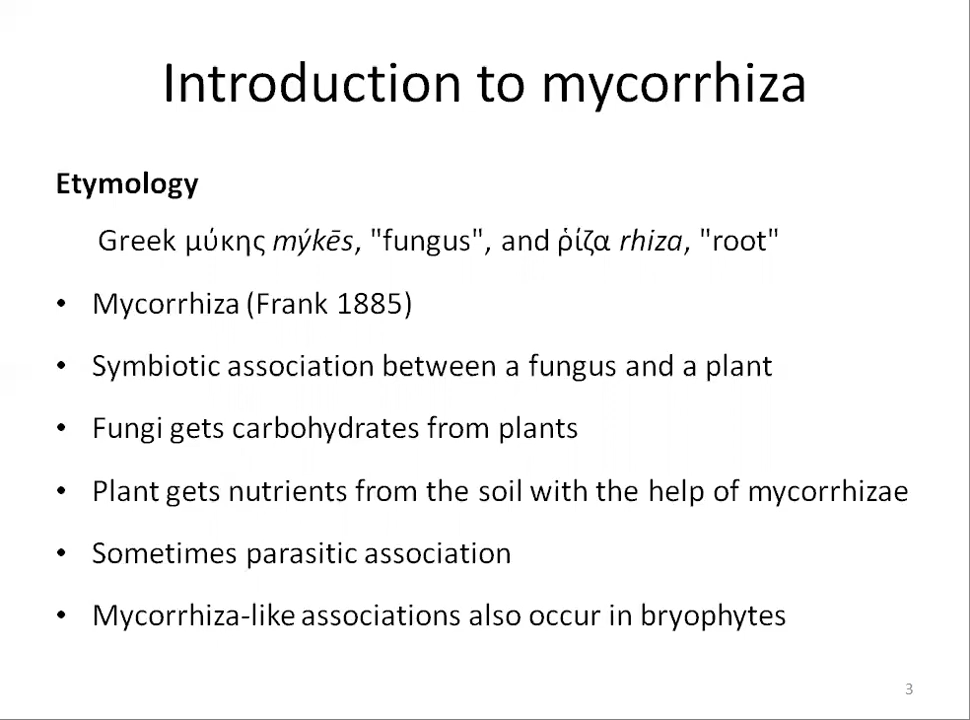 Introduction to mycorrhiza
Etymology
Greek μύκης mýkēs, "fungus", and ῥίζα rhiza, "root"
• Mycorrhiza (Frank 1885)
• Symbiotic association between a fungus and a plant
• Fungi gets carbohydrates from plants
• Plant gets nutrients from the soil with the help of mycorrhizae
• Sometimes parasitic association
• Mycorrhiza-like associations also occur in bryophytes
3